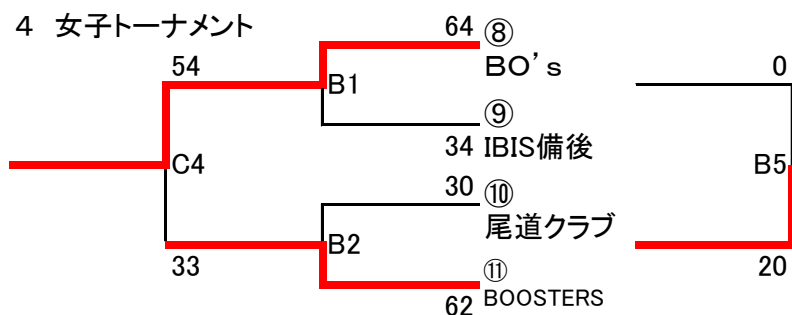 4 女子トーナメント
64 ⑧
BO's
54
0
B1
⑨
34 IBIS備後
C4
B5
30 ⑩
尾道クラブ
B2
33
20
⑪
62 BOOSTERS